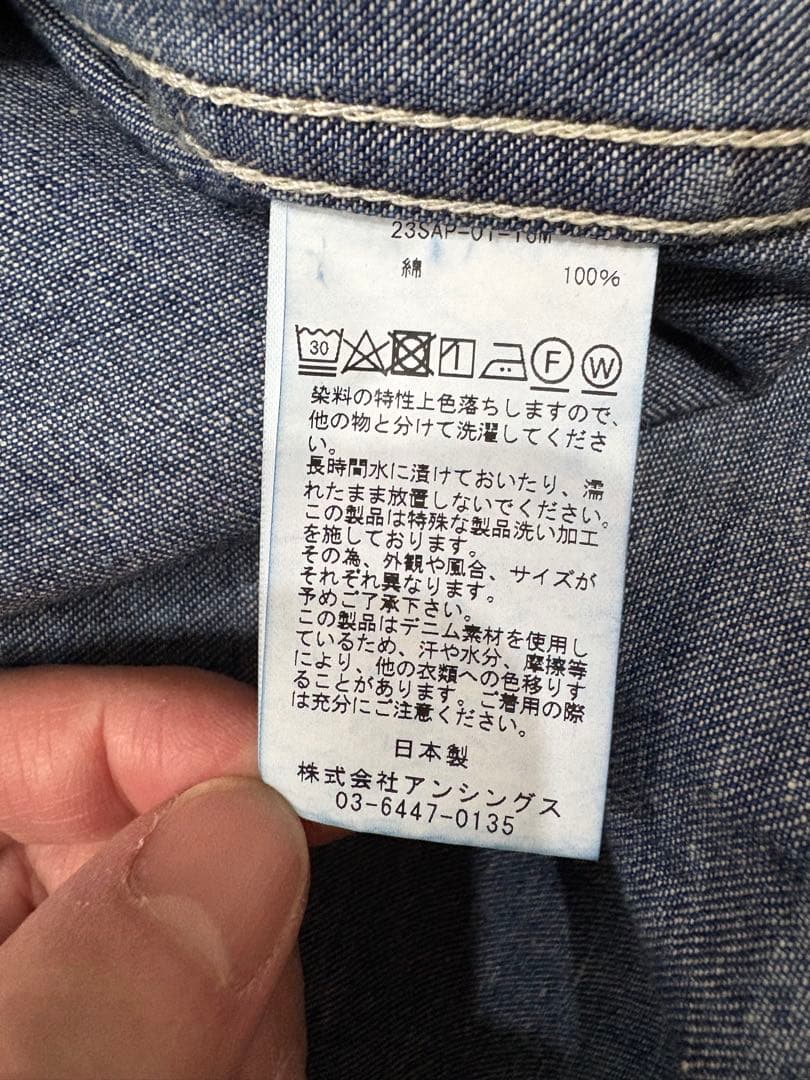 綿 100%
30 F W
染料の特性上色落ちしますので、
他の物と分けて洗濯してくださ
い。
長時間水に漬けておいたり、濡
れたまま放置しないでください。
この製品は特殊な製品洗い加工
を施しております。
その為、外観や風合、サイズが
それぞれ異なります。
予めご了承下さい。
この製品はデニム素材を使用し
ているため、汗や水分、摩擦等
により、他の衣類への色移りす
ることがあります。ご着用の際
は充分にご注意ください。
日本製
株式会社アンシングス
03-6447-0135